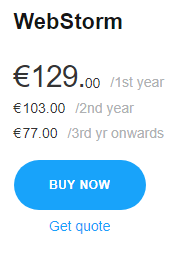 WebStorm
€129.00 /1st year
€103.00 /2nd year
€77.00 /3rd yr onwards
BUY NOW
Get quote